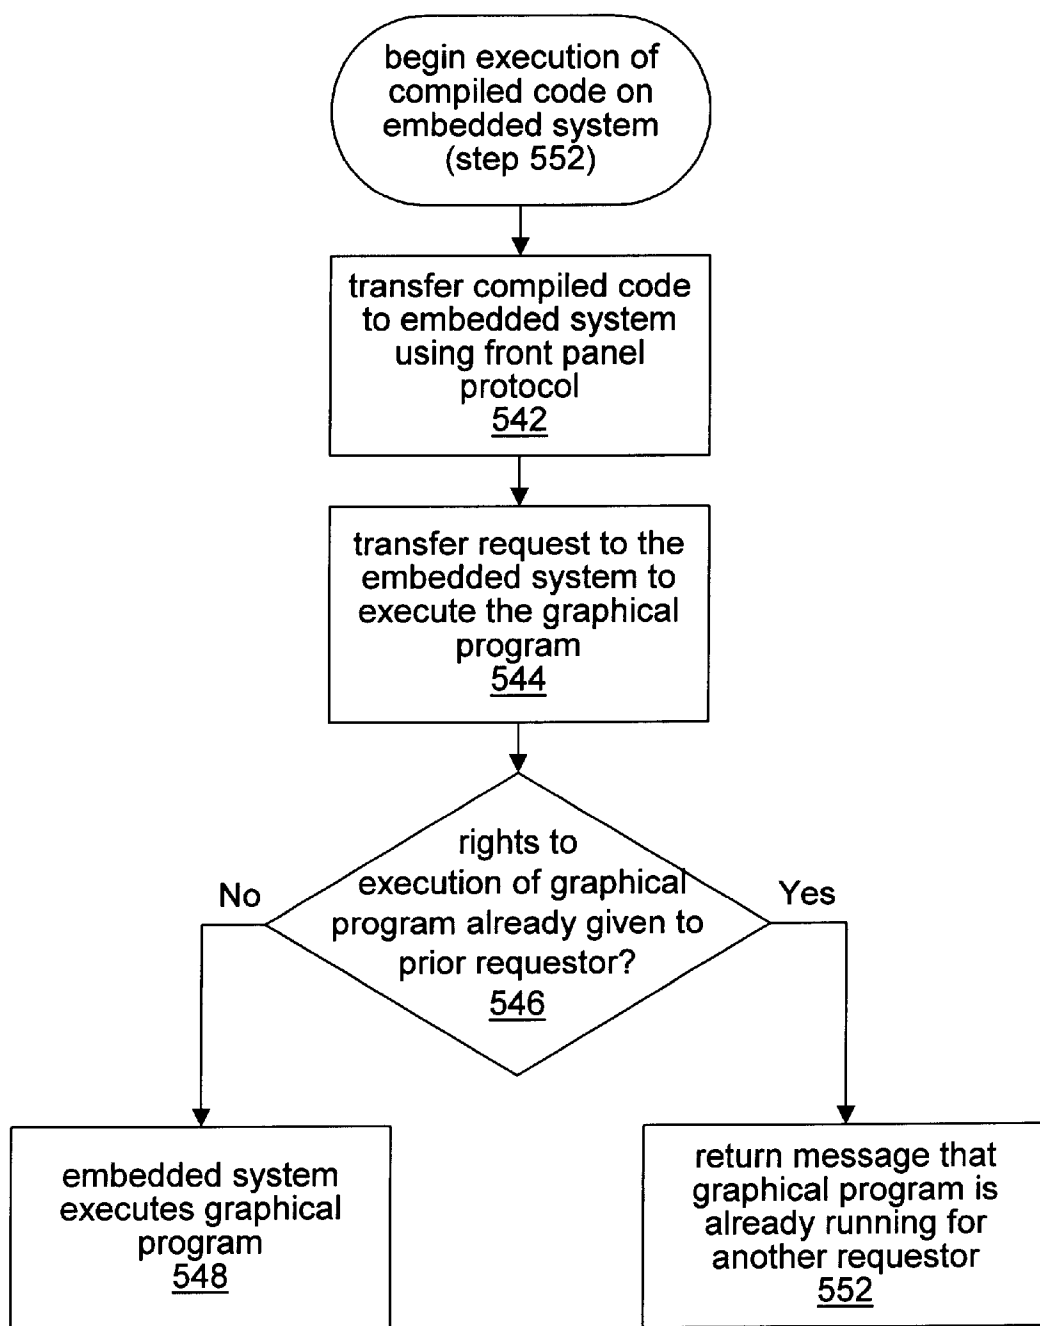 begin execution of
compiled code on
embedded system
(step 552)
transfer compiled code
to embedded system
using front panel
protocol
542
transfer request to the
embedded system to
execute the graphical
program
544
rights to
execution of graphical
program already given to
prior requestor?
546
No
Yes
embedded system
executes graphical
program
548
return message that
graphical program is
already running for
another requestor
552